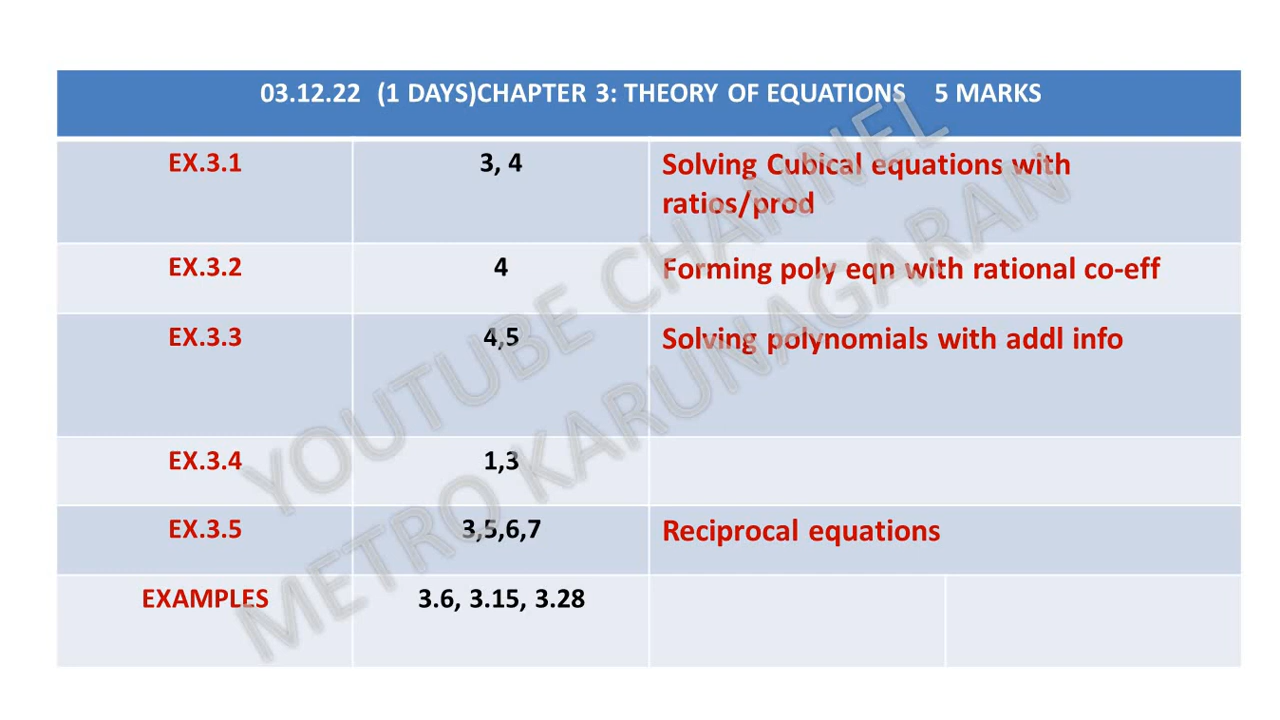 03.12.22 (1 DAYS)CHAPTER 3: THEORY OF EQUATIONS 5 MARKS
EX.3.1 3, 4 Solving Cubical equations with
ratios/prod
EX.3.2 4 Forming poly eqn with rational co-eff
EX.3.3 4,5 Solving polynomials with addl info
EX.3.4 1,3
EX.3.5 3,5,6,7 Reciprocal equations
EXAMPLES 3.6, 3.15, 3.28
YOUTUBE CHANNEL
METRO KARUNAGARAN